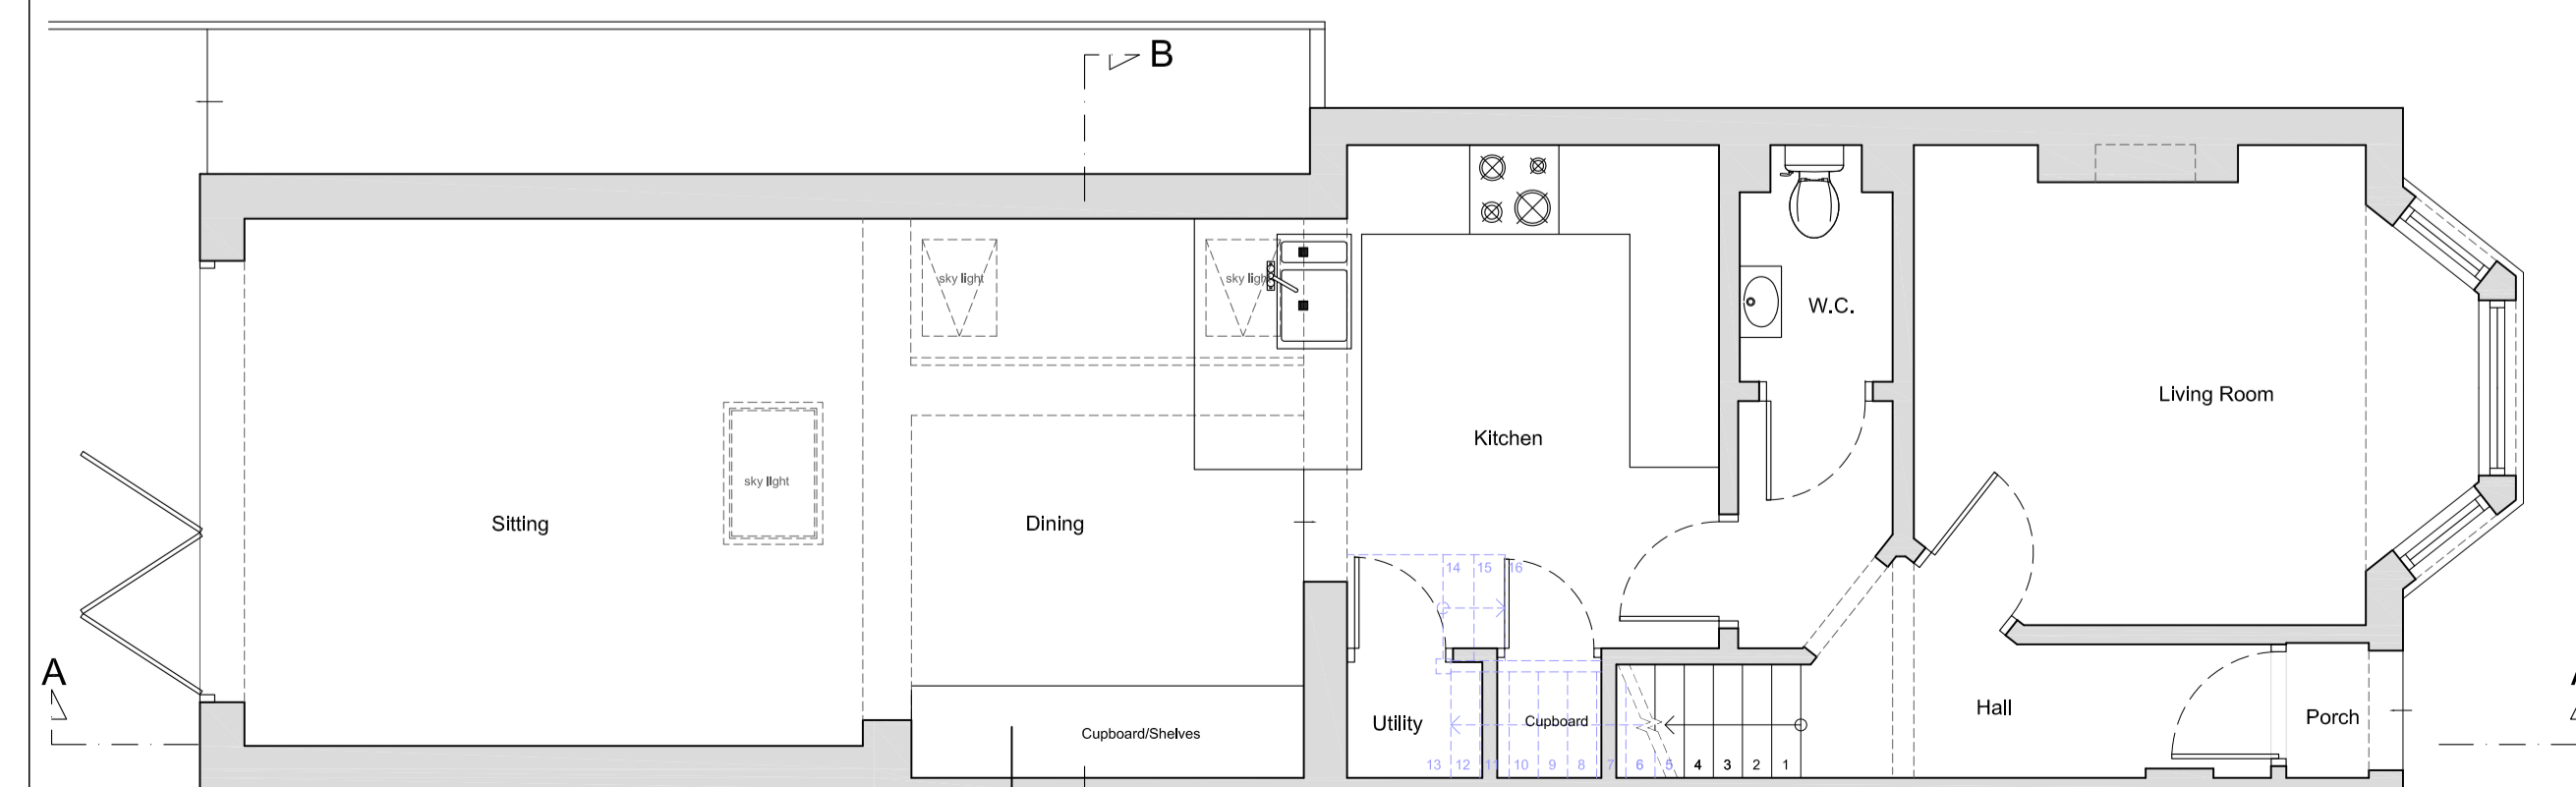 B
sky light
sky ligh
W.C.
Living Room
Kitchen
sky light
Sitting
Dining
14 15 16
A
Hall
Porch
Utility
Cupboard
Cupboard/Shelves
13 12 11 10 9 8 7 6 5 4 3 2 1